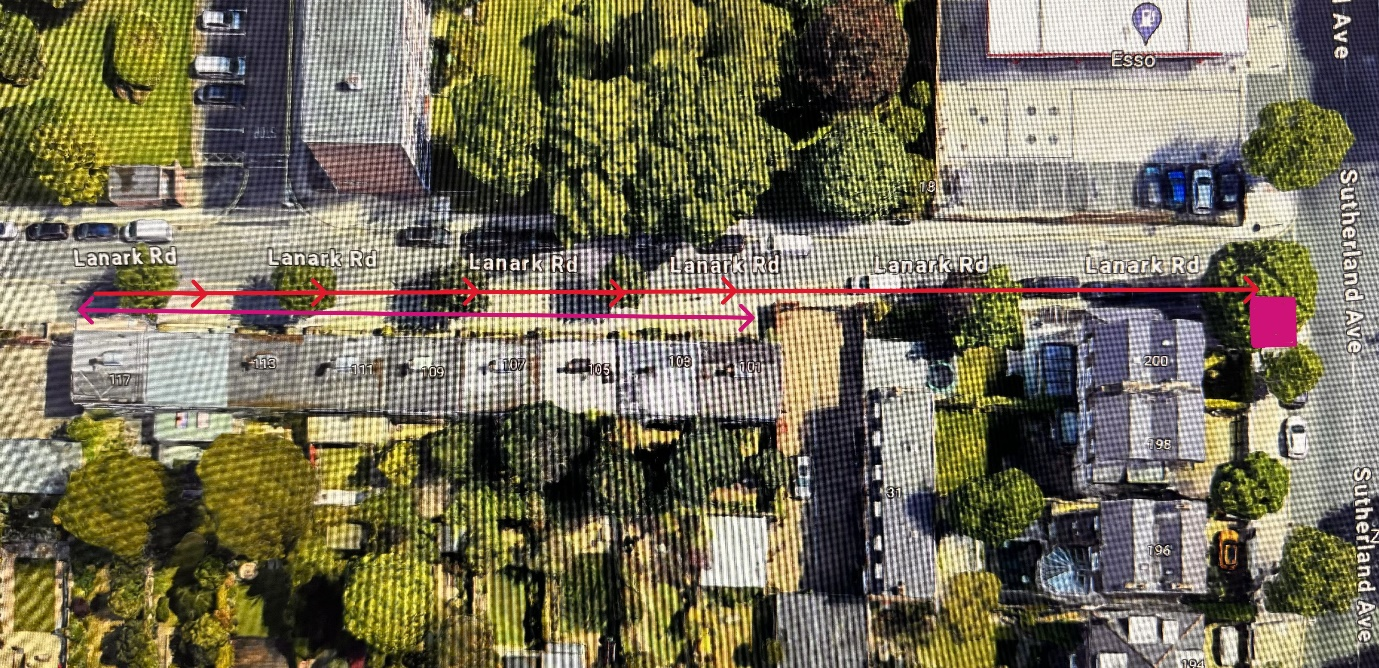 d Ave
Esso
18
Sutherland Ave
Lanark Rd
Lanark Rd
Lanark Rd
Lanark Rd
Lanark Rd
Lanark Rd
117
113
111
109
107
105
103
101
200
198
31
196
Sutherland Ave
194